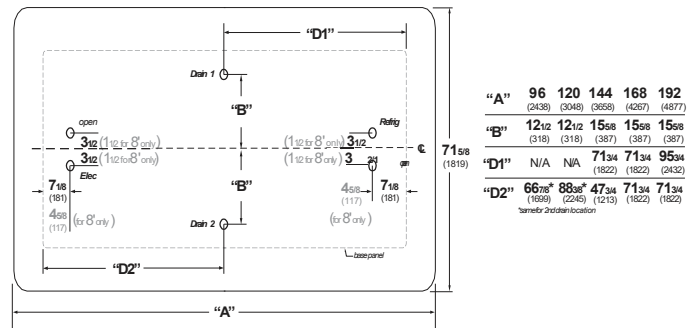 “D1”
Drain 1
“B”
open
3 1/2 (1 1/2 for 8' only)
3 1/2 (1 1/2 for 8' only)
Elec
Refrig
(1 1/2 for 8' only) 3 1/2
(1 1/2 for 8' only) 3 2/1
open
℄
71 5/8
(1819)
“B”
7 1/8
(181)
4 5/8
(117)
(for 8' only)
4 5/8
(117)
(for 8' only)
7 1/8
(181)
Drain 2
base panel
“D2”
“A”
“A” 96 120 144 168 192
(2438) (3048) (3658) (4267) (4877)
“B” 12 1/2 12 1/2 15 5/8 15 5/8 15 5/8
(318) (318) (387) (387) (387)
“D1” N/A N/A 71 3/4 71 3/4 95 3/4
(1822) (1822) (2432)
“D2” 66 7/8* 88 3/8* 47 3/4 71 3/4 71 3/4
(1699) (2245) (1213) (1822) (1822)
*same for 2nd drain location